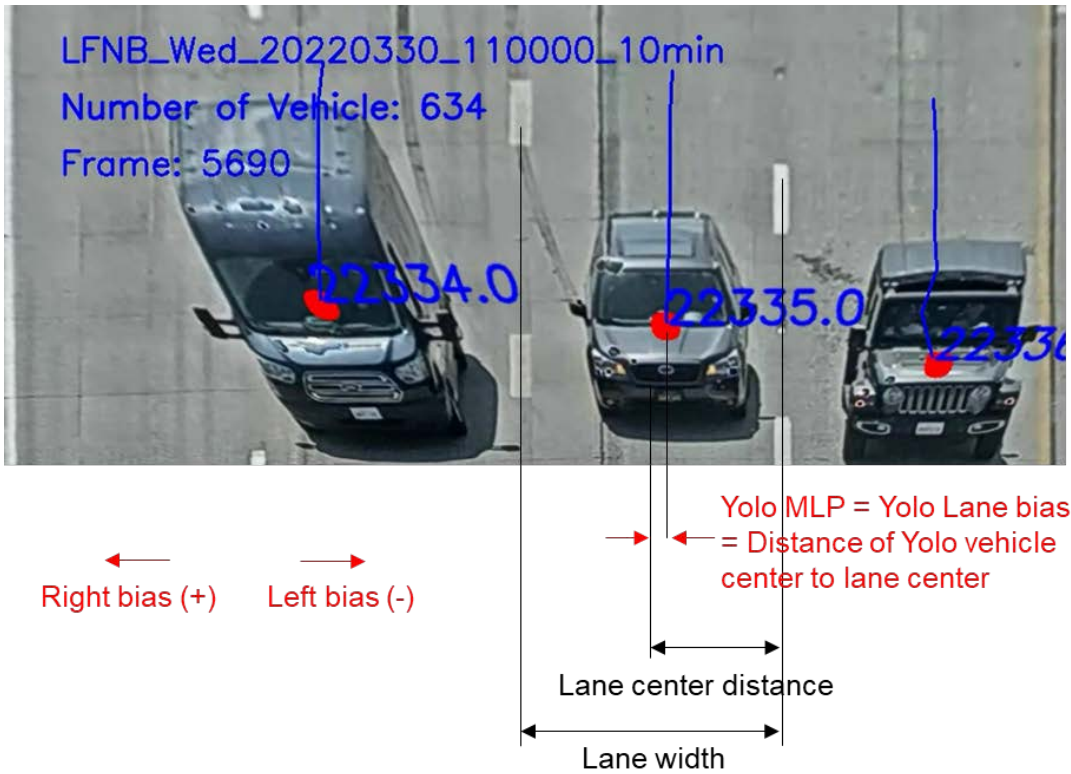 LFNB_Wed_20220330_110000_10min
Number of Vehicle: 634
Frame: 5690
22334.0
22335.0
22336
Yolo MLP = Yolo Lane bias
= Distance of Yolo vehicle
center to lane center
Right bias (+)
Left bias (-)
Lane center distance
Lane width